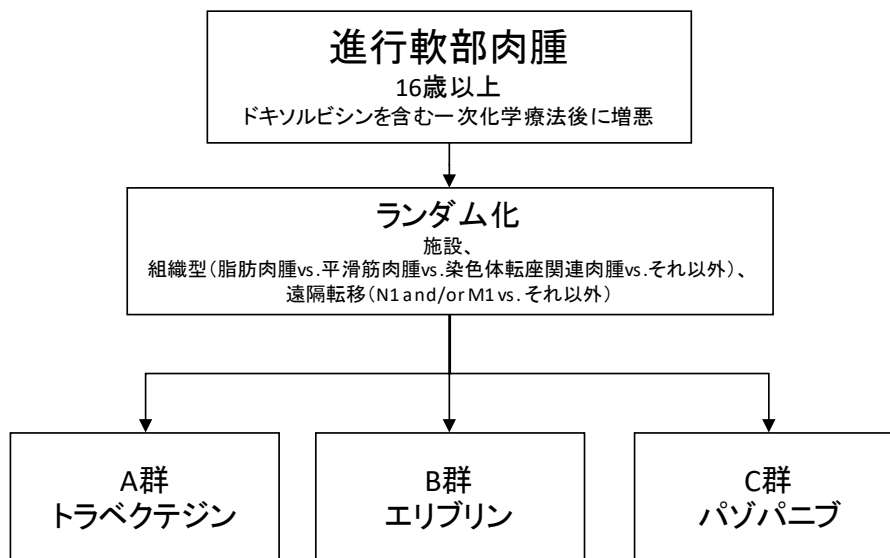 進行軟部肉腫
16歳以上
ドキソルビシンを含む一次化学療法後に増悪
ランダム化
施設、
組織型（脂肪肉腫vs.平滑筋肉腫vs.染色体転座関連肉腫vs.それ以外）、
遠隔転移（N1 and/or M1 vs. それ以外）
A群
トラベクテジン
B群
エリブリン
C群
パゾパニブ